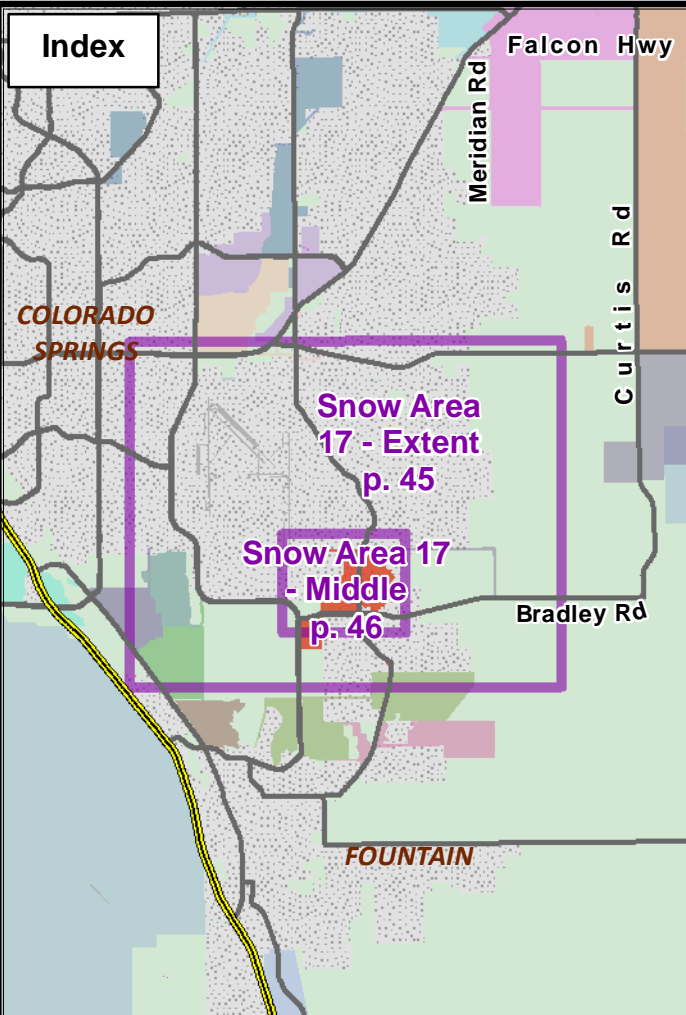 Index
Falcon Hwy
Meridian Rd
Curtis Rd
COLORADO
SPRINGS
Snow Area
17 - Extent
p. 45
Snow Area 17
- Middle
p. 46
Bradley Rd
FOUNTAIN